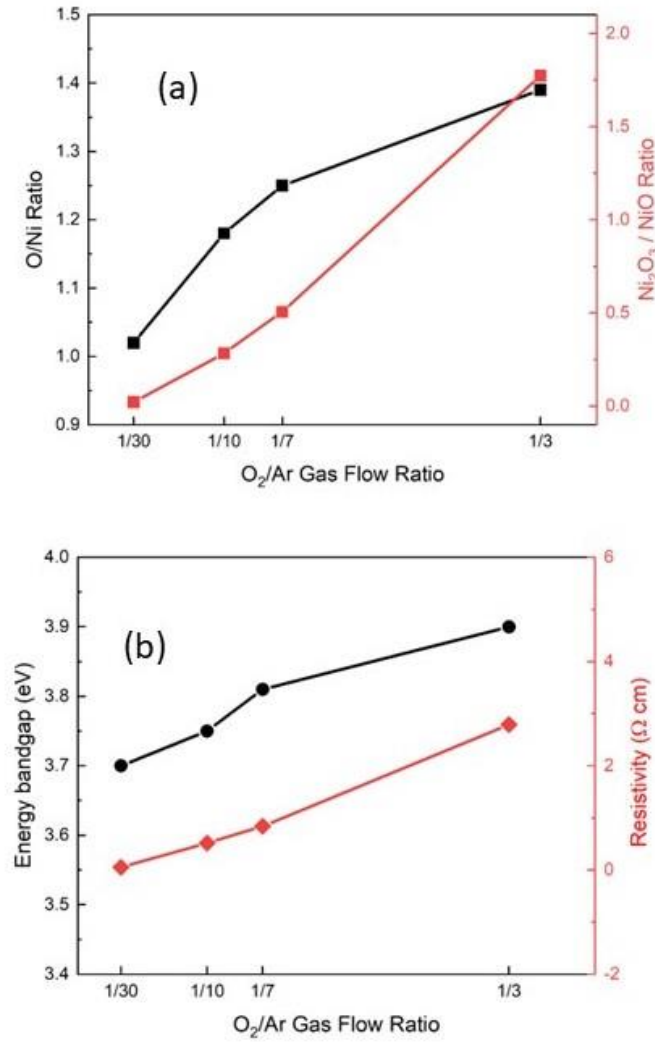 (a)
O/Ni Ratio
1.5
1.4
1.3
1.2
1.1
1.0
0.9
2.0
1.5
1.0
0.5
0.0
Ni₂O₃ / NiO Ratio
1/30 1/10 1/7 1/3
O₂/Ar Gas Flow Ratio
(b)
Energy bandgap (eV)
4.0
3.9
3.8
3.7
3.6
3.5
3.4
6
4
2
0
-2
Resistivity (Ω cm)
1/30 1/10 1/7 1/3
O₂/Ar Gas Flow Ratio